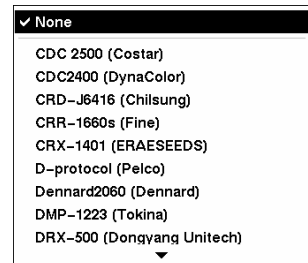 None
CDC 2500 (Costar)
CDC2400 (DynaColor)
CRD-J6416 (Chilsung)
CRR-1660s (Fine)
CRX-1401 (ERAESEEDS)
D-protocol (Pelco)
Dennard2060 (Dennard)
DMP-1223 (Tokina)
DRX-500 (Dongyang Unitech)